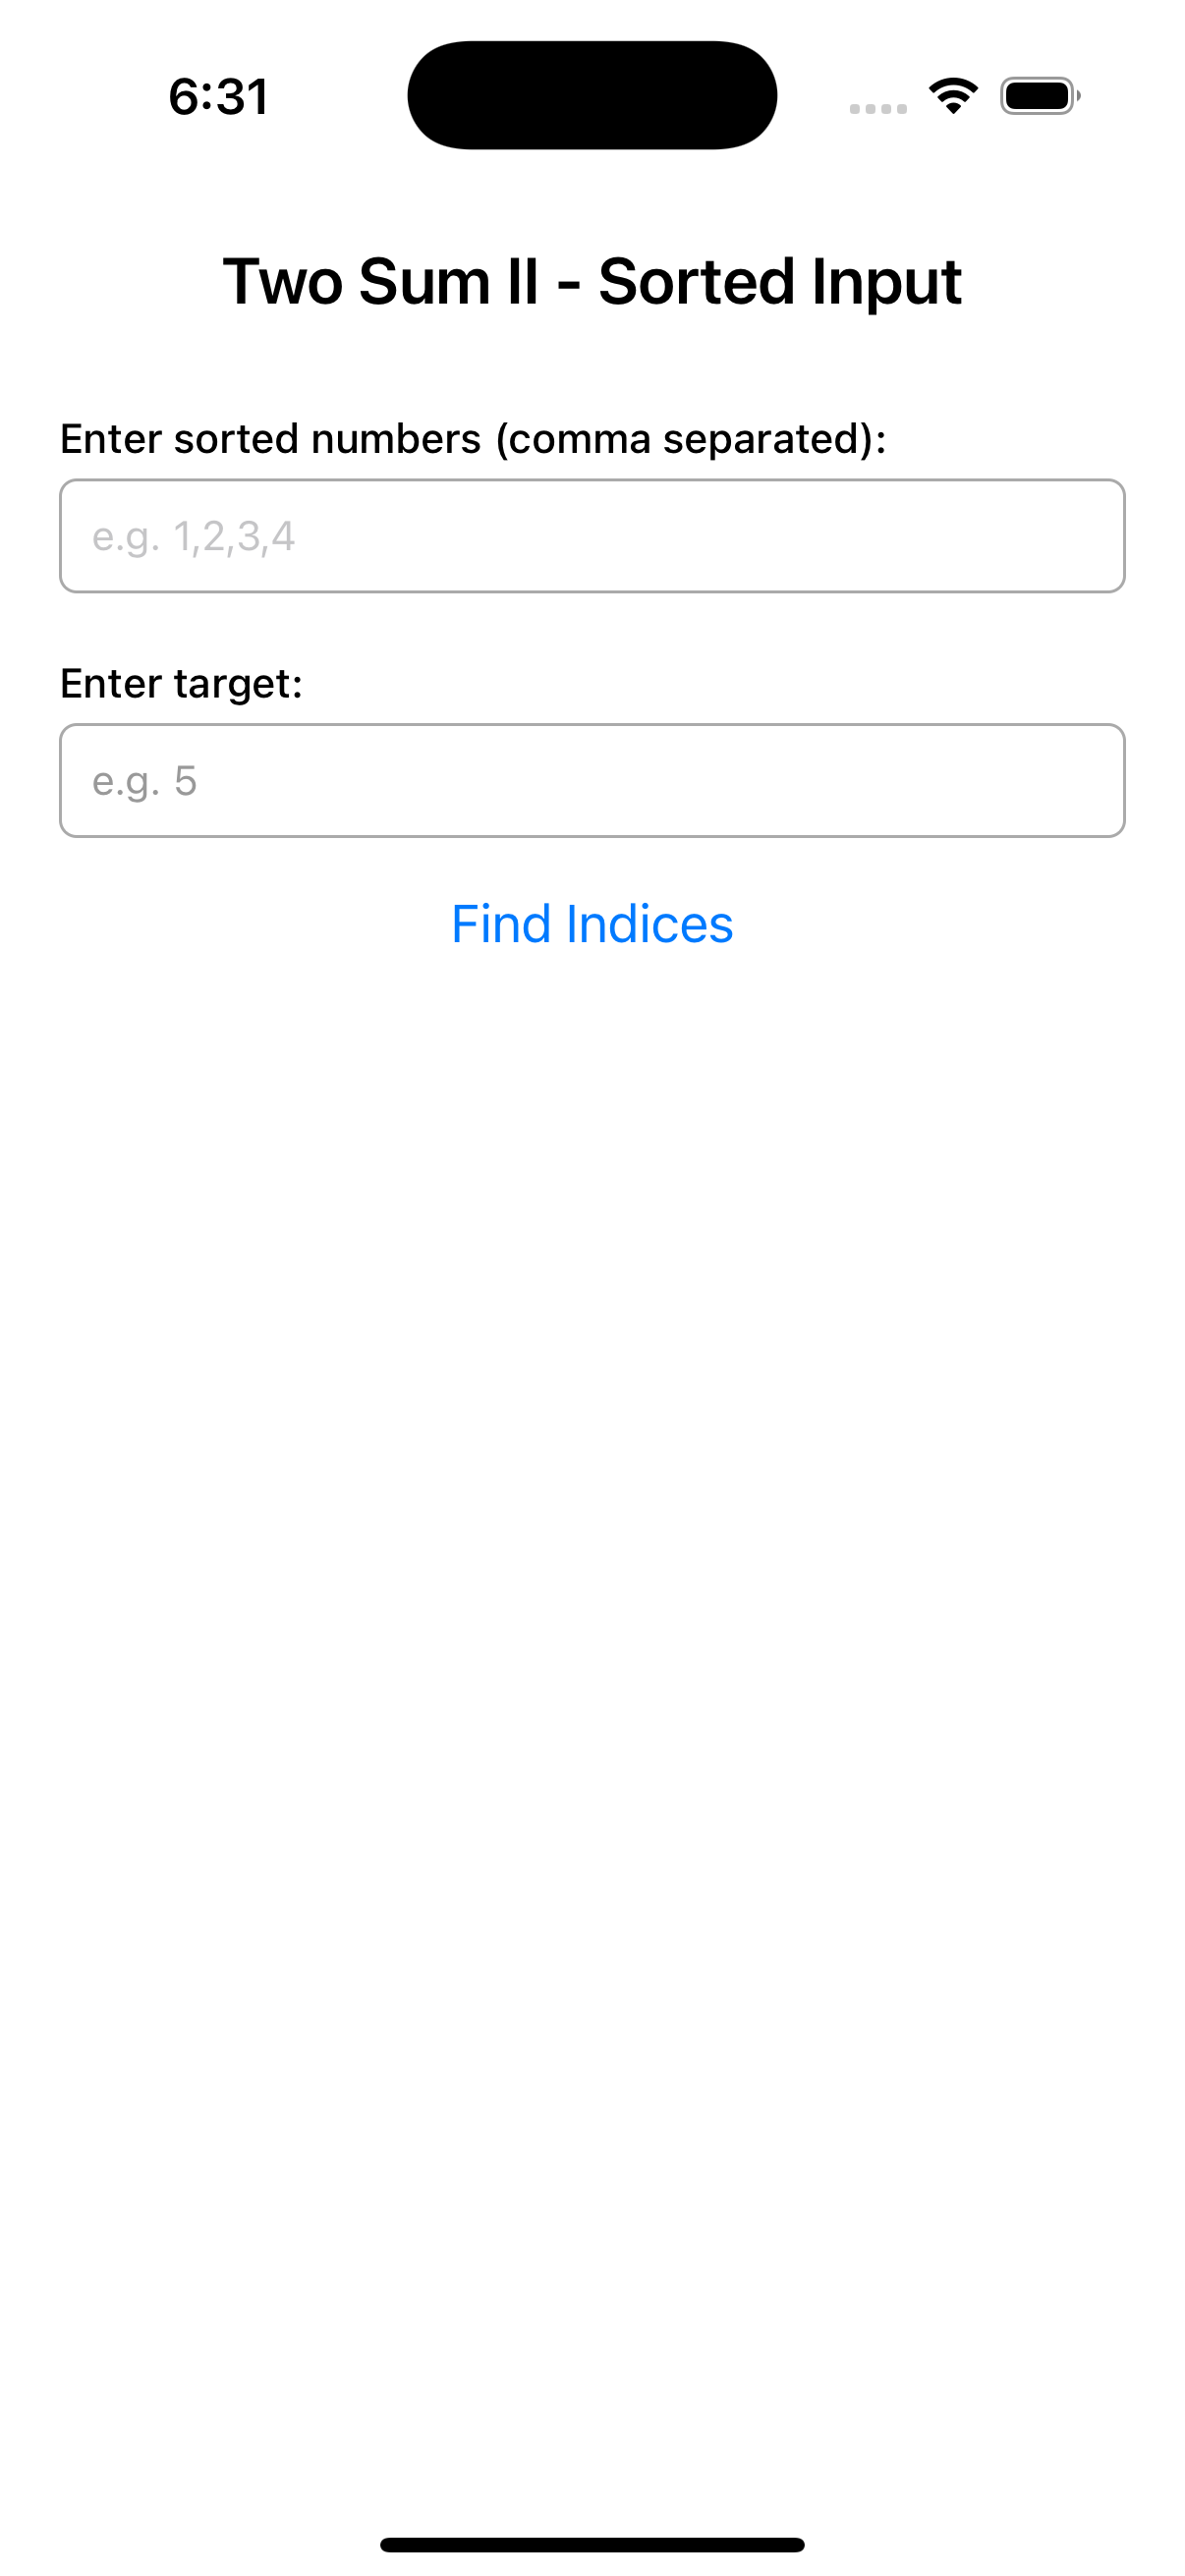 6:31
Two Sum II - Sorted Input
Enter sorted numbers (comma separated):
e.g. 1,2,3,4
Enter target:
e.g. 5
Find Indices